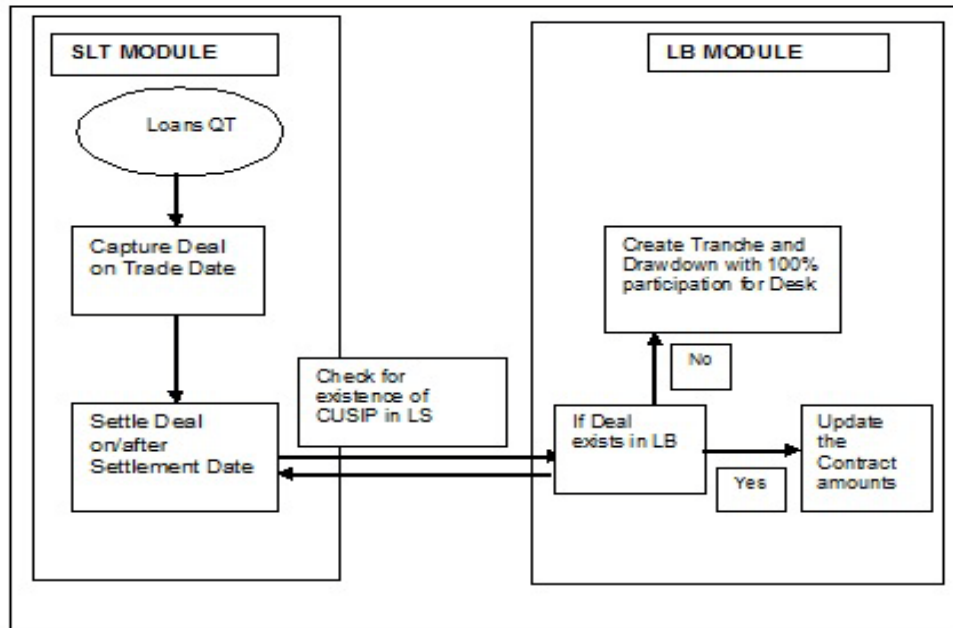 SLT MODULE
Loans QT
Capture Deal
on Trade Date
Settle Deal
on/after
Settlement Date
Check for
existence of
CUSIP in LS
LB MODULE
Create Tranche and
Drawdown with 100%
participation for Desk
No
If Deal
exists in LB
Yes
Update
the
Contract
amounts